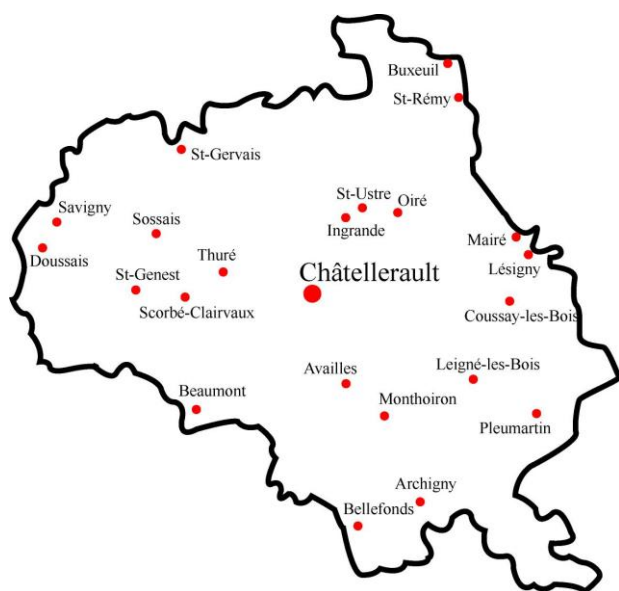 Buxeuil
St-Rémy
St-Gervais
St-Ustre
Oiré
Savigny
Sossais
Ingrande
Mairé
Doussais
Thuré
Lésigny
St-Genest
Châtellerault
Scorbé-Clairvaux
Coussay-les-Bois
Availles
Leigné-les-Bois
Beaumont
Monthoiron
Pleumartin
Archigny
Bellefonds